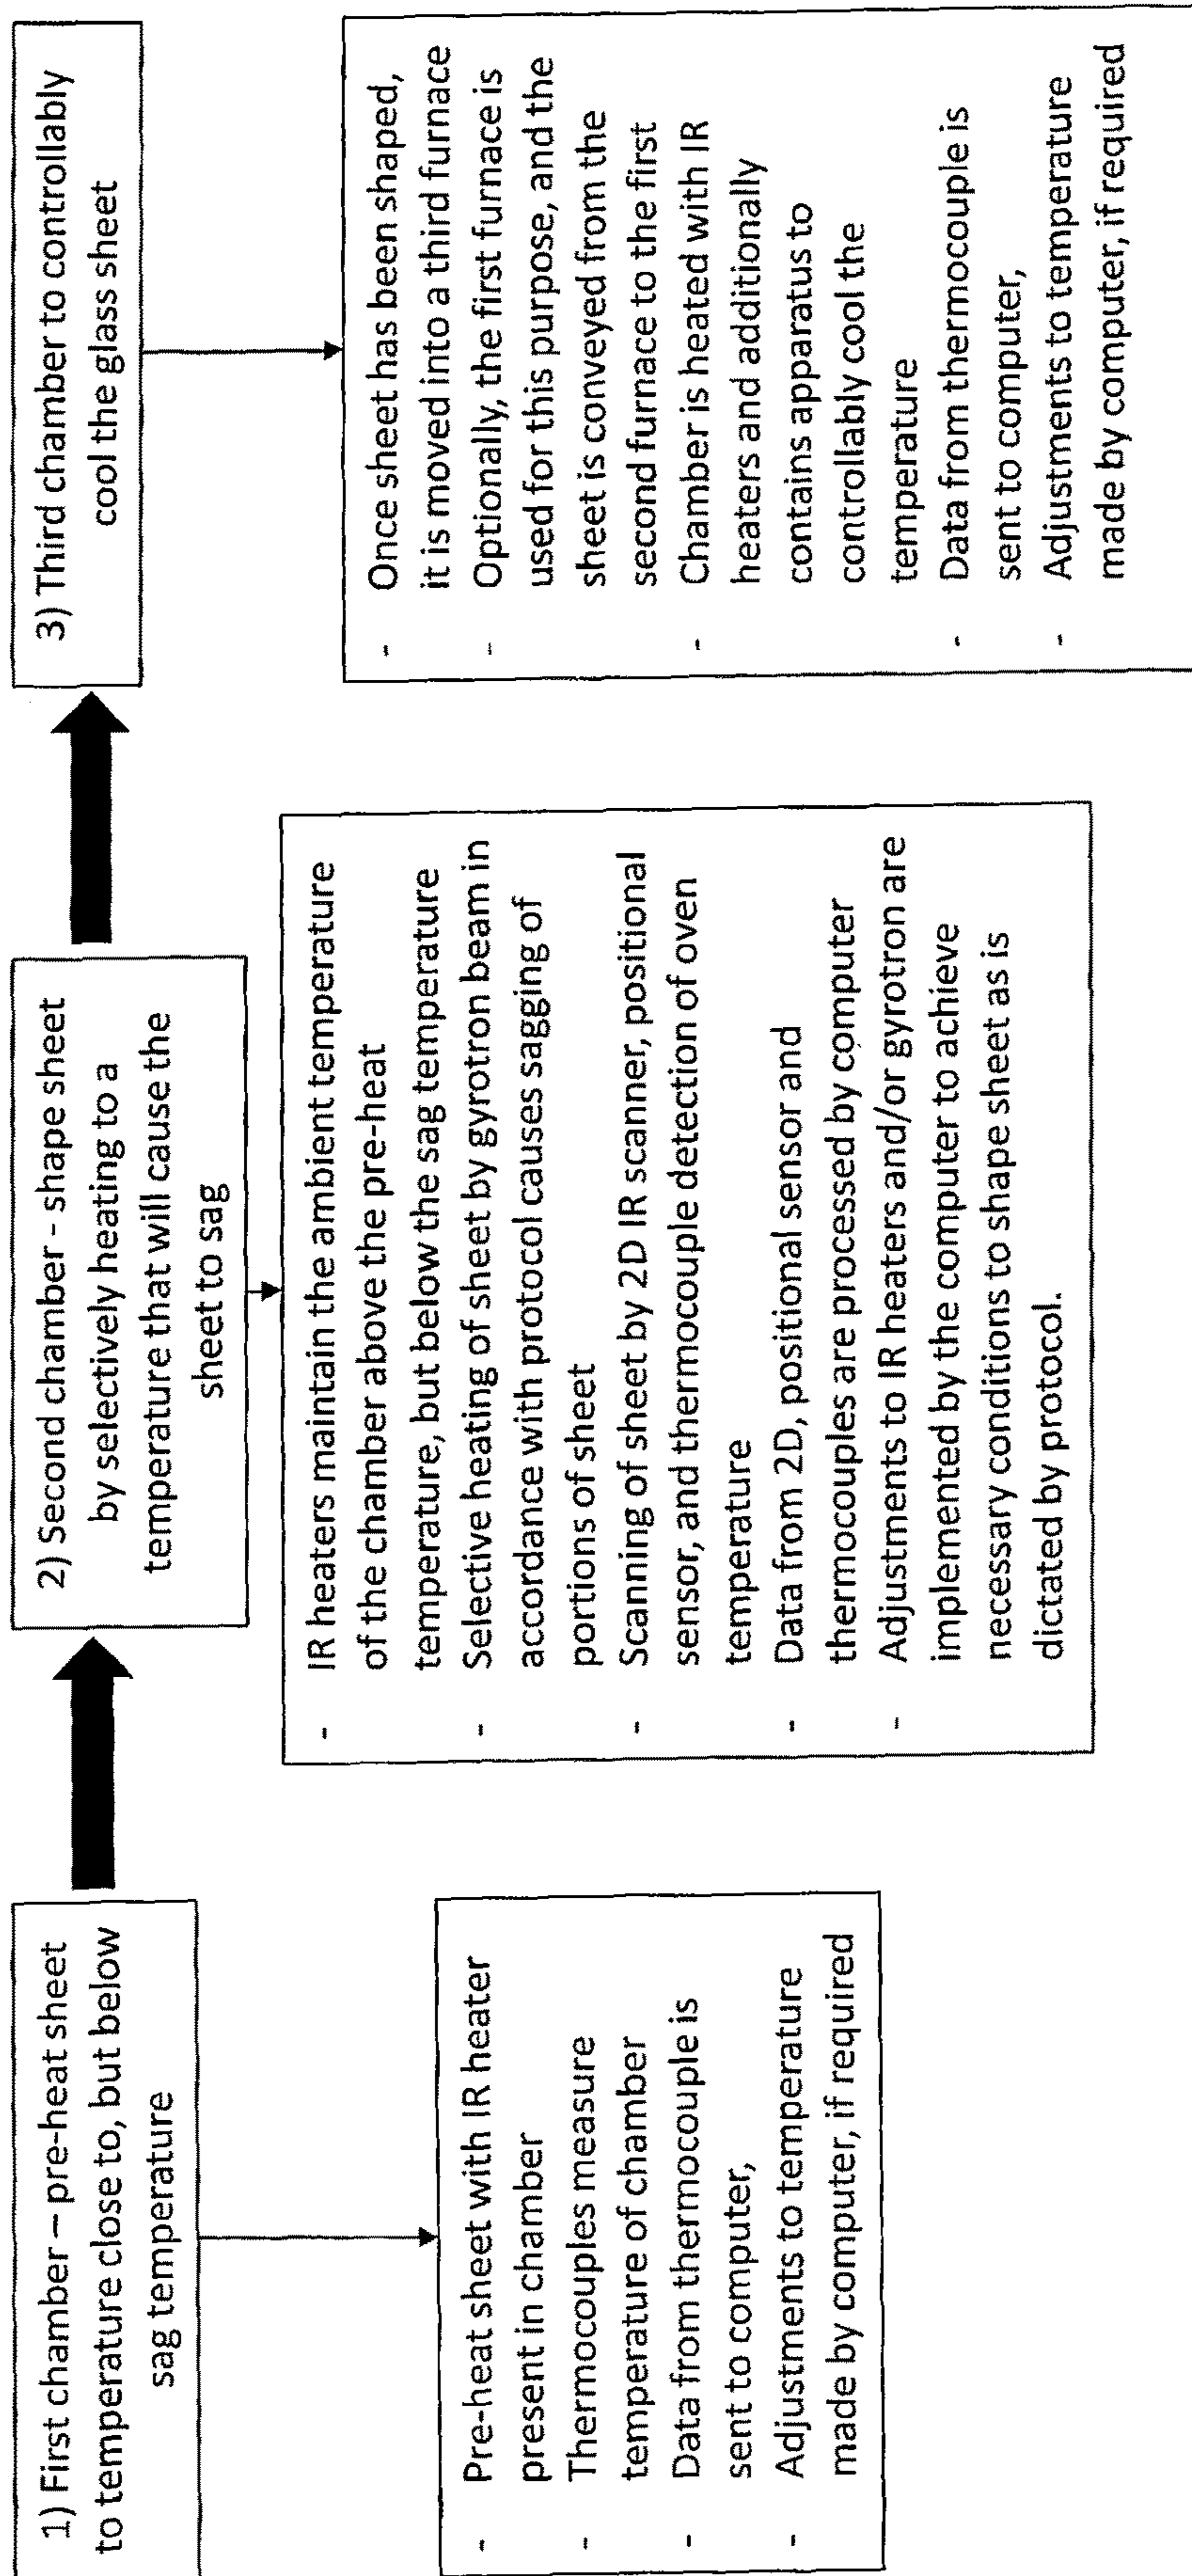 1) First chamber – pre-heat sheet
to temperature close to, but below
sag temperature
- Pre-heat sheet with IR heater
present in chamber
- Thermocouples measure
temperature of chamber
- Data from thermocouple is
sent to computer,
- Adjustments to temperature
made by computer, if required
2) Second chamber - shape sheet
by selectively heating to a
temperature that will cause the
sheet to sag
- IR heaters maintain the ambient temperature
of the chamber above the pre-heat
temperature, but below the sag temperature
- Selective heating of sheet by gyrotron beam in
accordance with protocol causes sagging of
portions of sheet
- Scanning of sheet by 2D IR scanner, positional
sensor, and thermocouple detection of oven
temperature
- Data from 2D, positional sensor and
thermocouples are processed by computer
- Adjustments to IR heaters and/or gyrotron are
implemented by the computer to achieve
necessary conditions to shape sheet as is
dictated by protocol.
3) Third chamber to controllably
cool the glass sheet
- Once sheet has been shaped,
it is moved into a third furnace
- Optionally, the first furnace is
used for this purpose, and the
sheet is conveyed from the
second furnace to the first
- Chamber is heated with IR
heaters and additionally
contains apparatus to
controllably cool the
temperature
- Data from thermocouple is
sent to computer,
- Adjustments to temperature
made by computer, if required